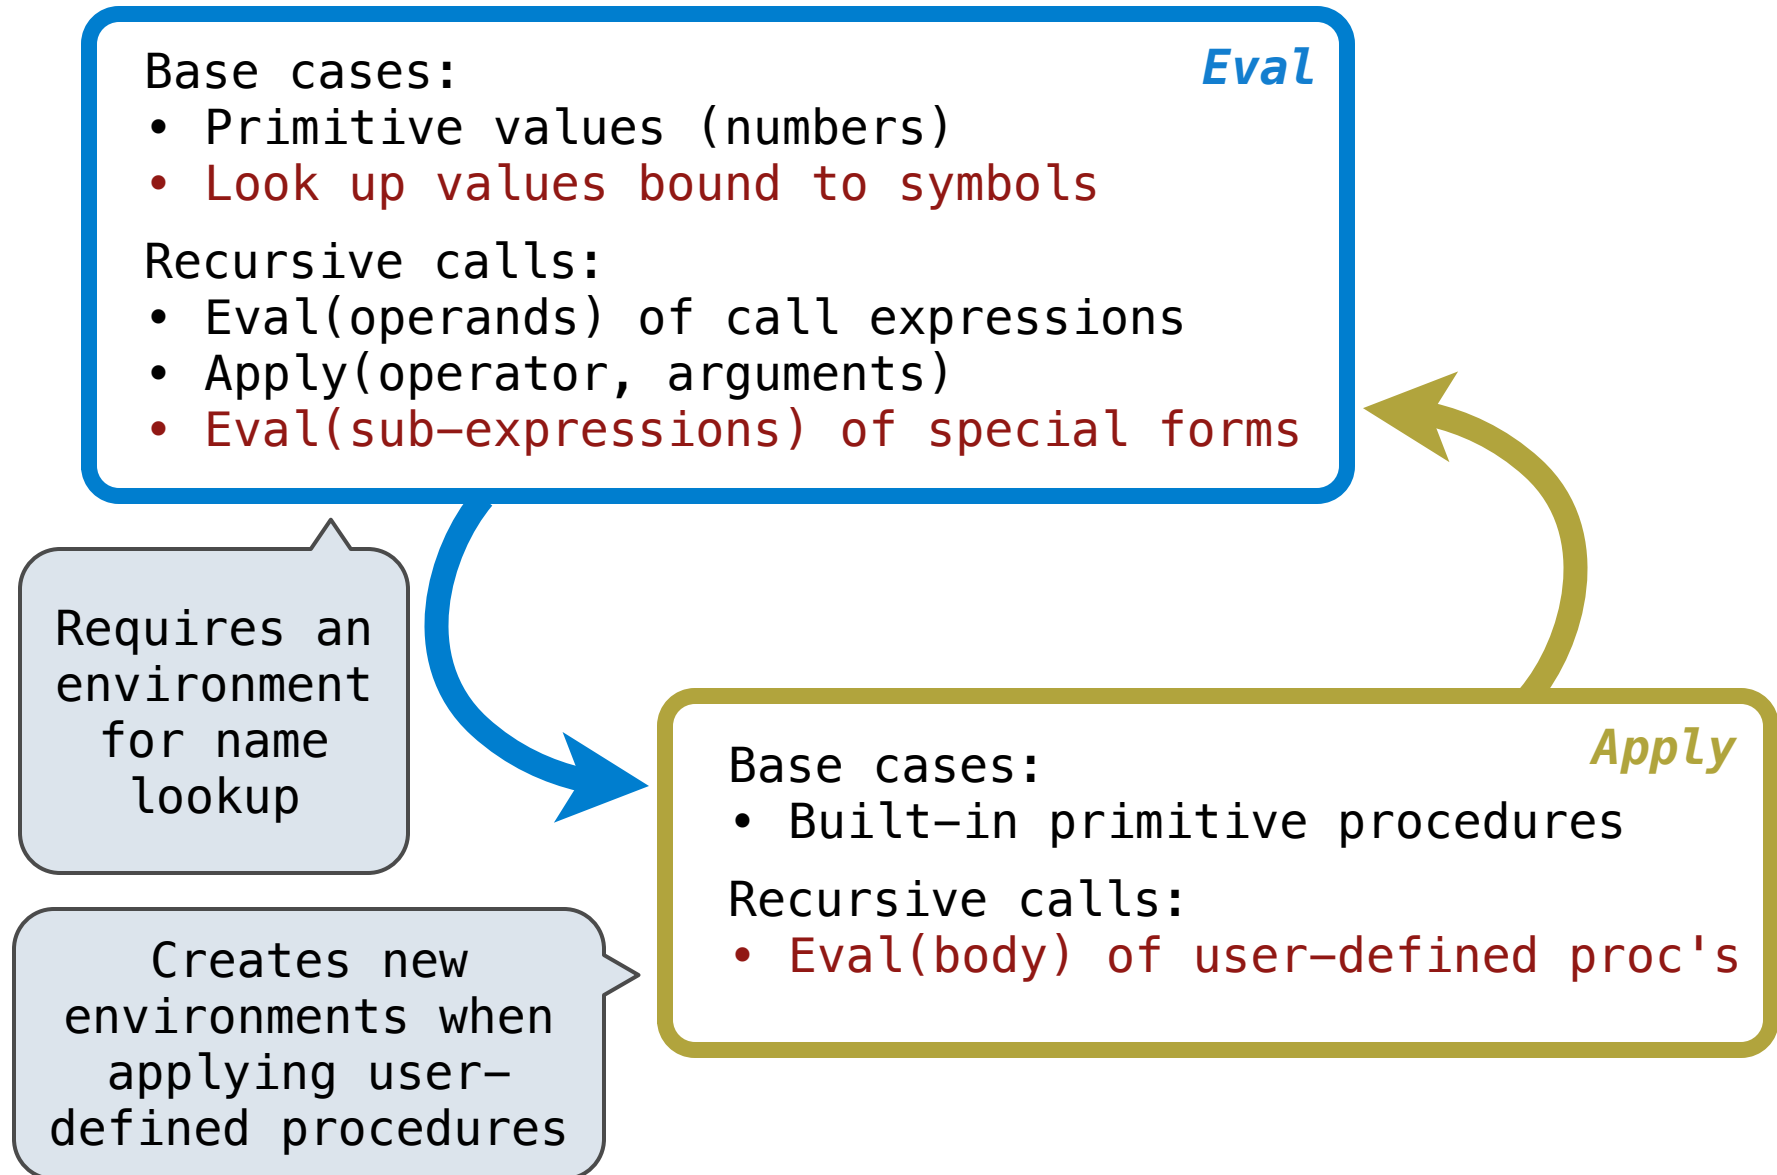 Eval
Base cases:
• Primitive values (numbers)
• Look up values bound to symbols
Recursive calls:
• Eval(operands) of call expressions
• Apply(operator, arguments)
• Eval(sub-expressions) of special forms
Requires an
environment
for name
lookup
Apply
Base cases:
• Built-in primitive procedures
Recursive calls:
• Eval(body) of user-defined proc's
Creates new
environments when
applying user-
defined procedures